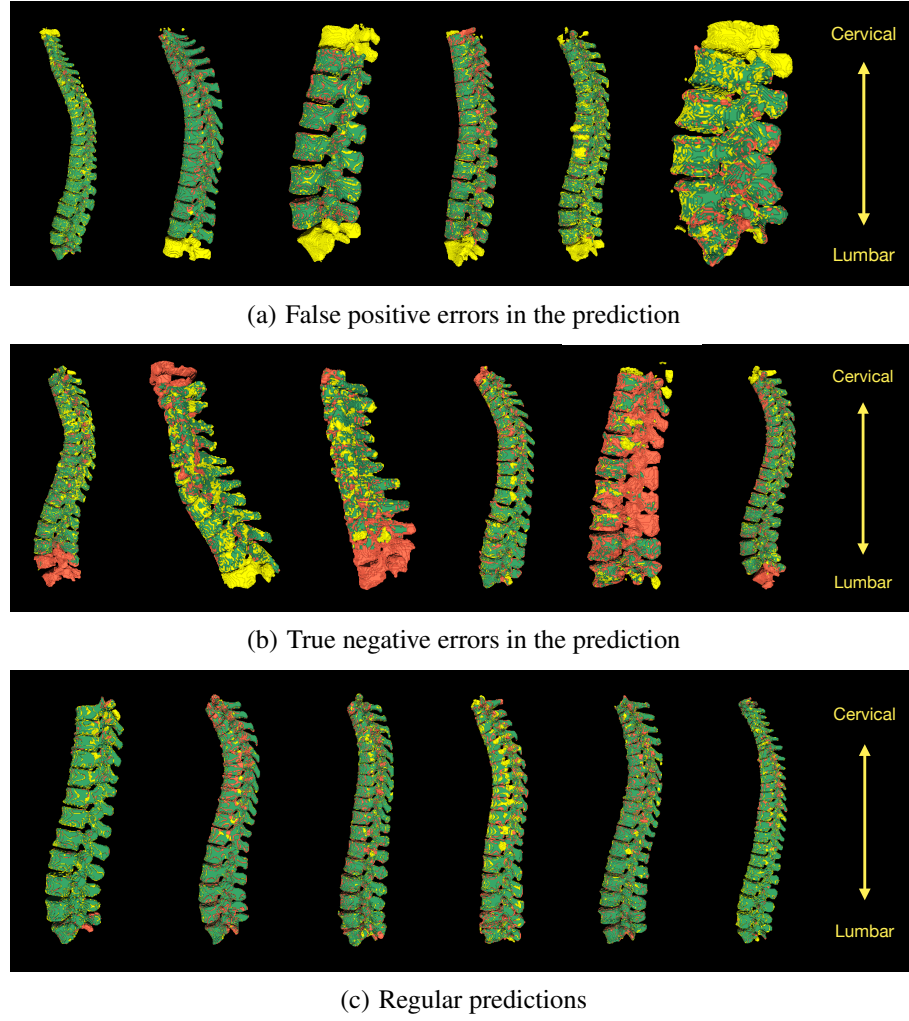 Cervical
Lumbar
(a) False positive errors in the prediction
Cervical
Lumbar
(b) True negative errors in the prediction
Cervical
Lumbar
(c) Regular predictions